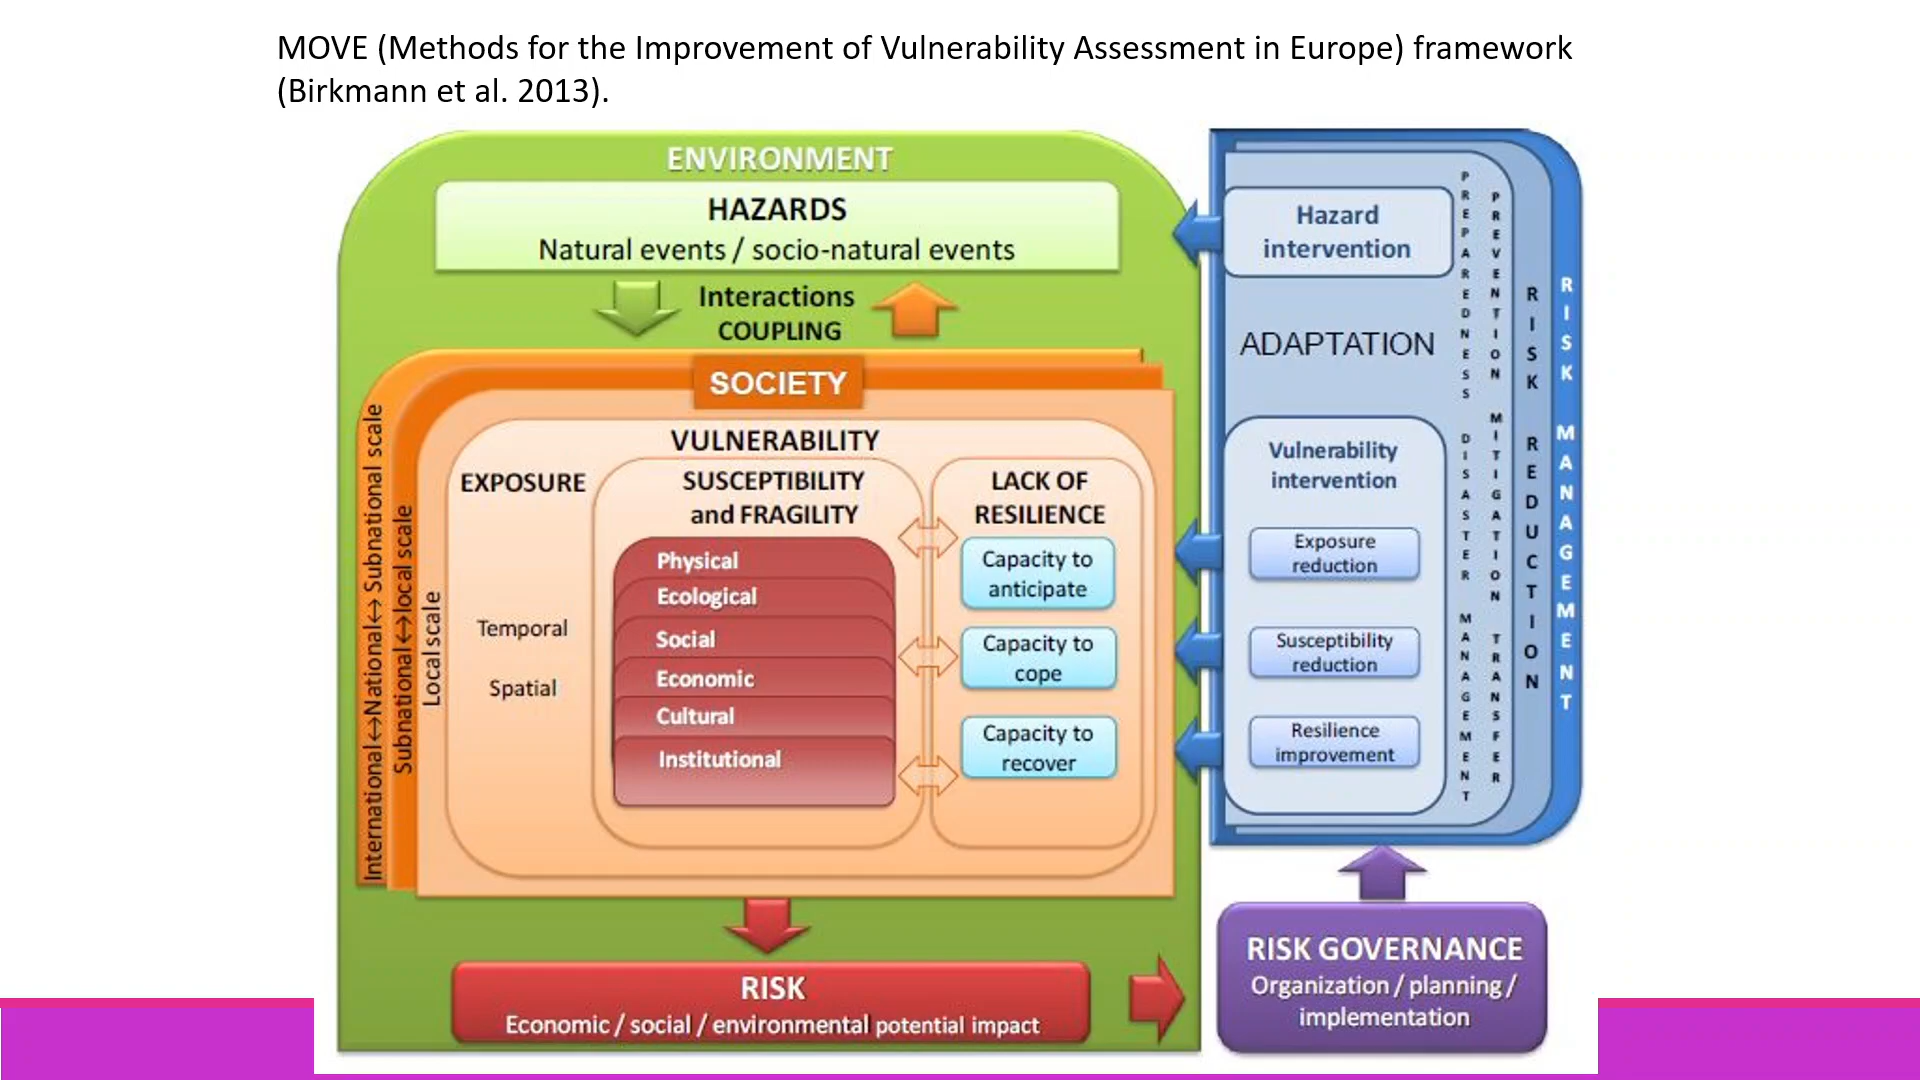 MOVE (Methods for the Improvement of Vulnerability Assessment in Europe) framework
(Birkmann et al. 2013).
ENVIRONMENT
HAZARDS
Natural events / socio-natural events
Interactions
COUPLING
SOCIETY
International↔National↔Subnational scale
Subnational↔local scale
Local scale
VULNERABILITY
EXPOSURE
Temporal
Spatial
SUSCEPTIBILITY
and FRAGILITY
Physical
Ecological
Social
Economic
Cultural
Institutional
LACK OF
RESILIENCE
Capacity to
anticipate
Capacity to
cope
Capacity to
recover
RISK
Economic / social / environmental potential impact
Hazard
intervention
ADAPTATION
Vulnerability
intervention
Exposure
reduction
Susceptibility
reduction
Resilience
improvement
PREPAREDNESS DISASTER MANAGEMENT
PREVENTION MITIGATION TRANSFER
RISK REDUCTION
RISK MANAGEMENT
RISK GOVERNANCE
Organization / planning /
implementation